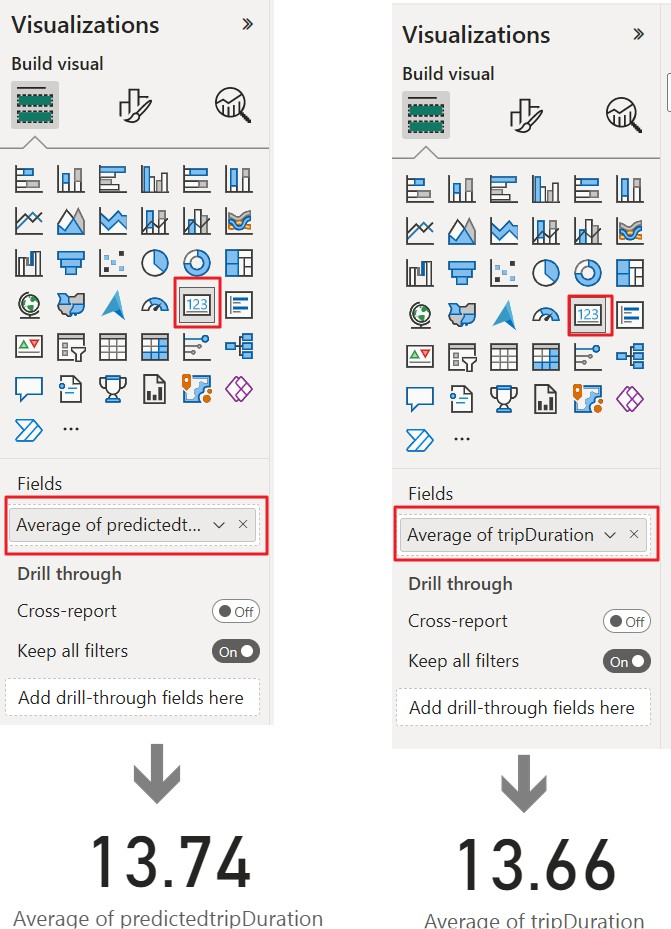 Visualizations »
Build visual
123
Fields
Average of predictedt...
Drill through
Cross-report Off
Keep all filters On
Add drill-through fields here
13.74
Average of predictedtripDuration
Visualizations »
Build visual
123
Fields
Average of tripDuration
Drill through
Cross-report Off
Keep all filters On
Add drill-through fields here
13.66
Average of tripDuration